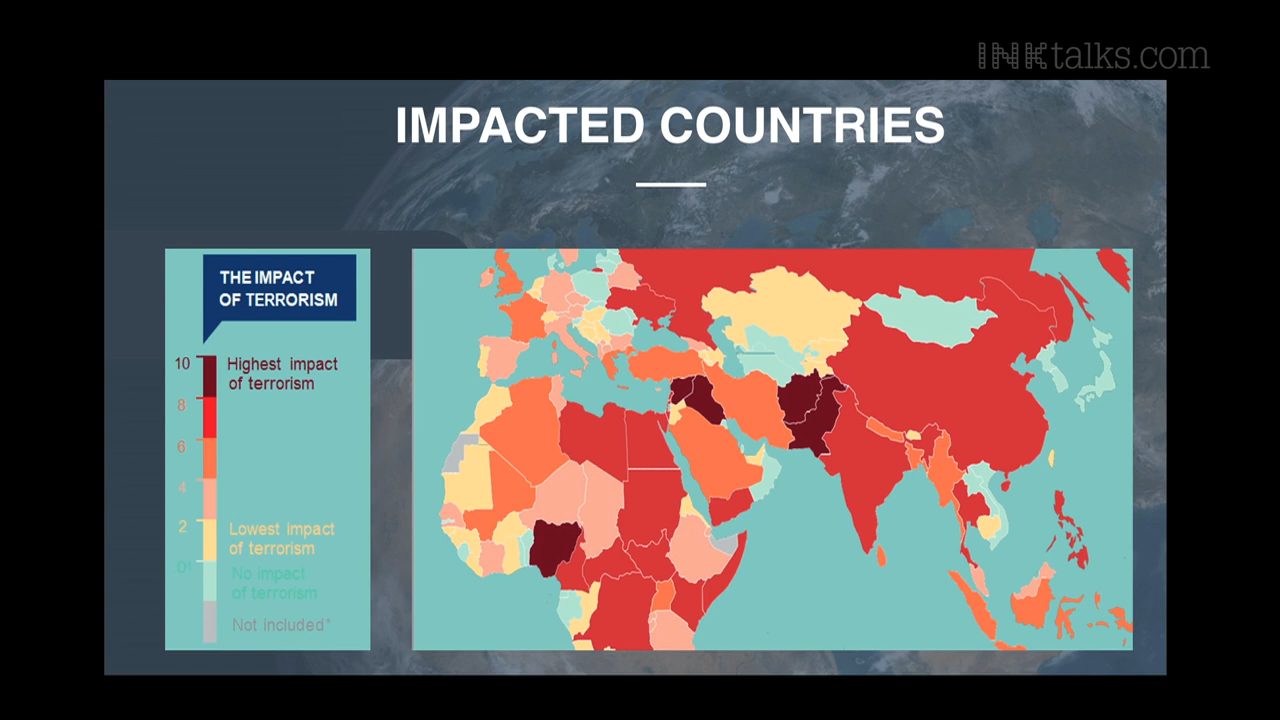 INKtalks.com
IMPACTED COUNTRIES
THE IMPACT
OF TERRORISM
10
Highest impact
of terrorism
8
6
4
2
Lowest impact
of terrorism
.01
No impact
of terrorism
Not included*